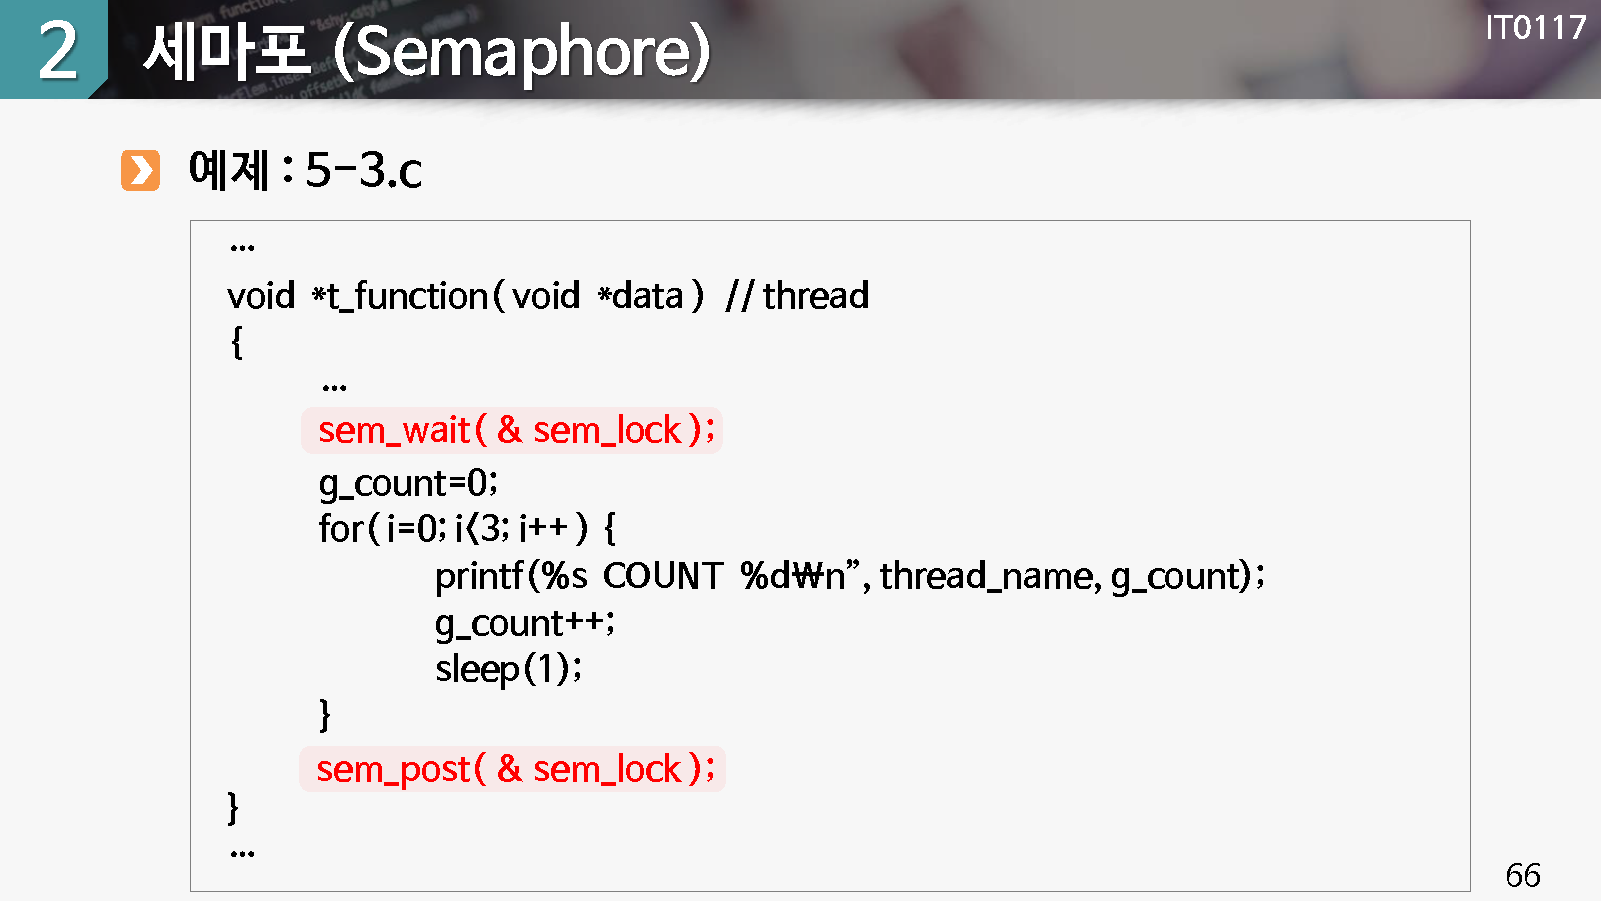 2
세마포 (Semaphore)
IT0117
예제 : 5-3.c
...
void *t_function( void *data ) // thread
{
...
sem_wait( & sem_lock );
g_count=0;
for( i=0; i<3; i++ ) {
printf(%s COUNT %d₩n”, thread_name, g_count);
g_count++;
sleep(1);
}
sem_post( & sem_lock );
}
...
66